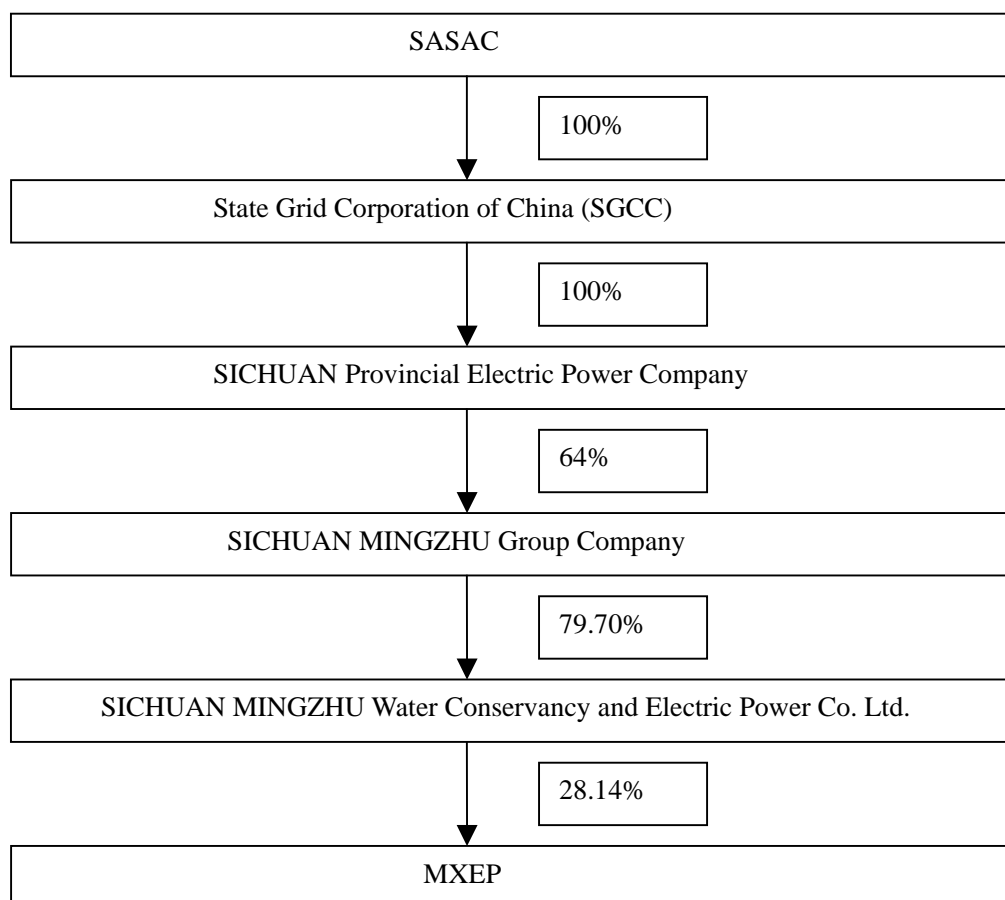 SASAC
100%
State Grid Corporation of China (SGCC)
100%
SICHUAN Provincial Electric Power Company
64%
SICHUAN MINGZHU Group Company
79.70%
SICHUAN MINGZHU Water Conservancy and Electric Power Co. Ltd.
28.14%
MXEP